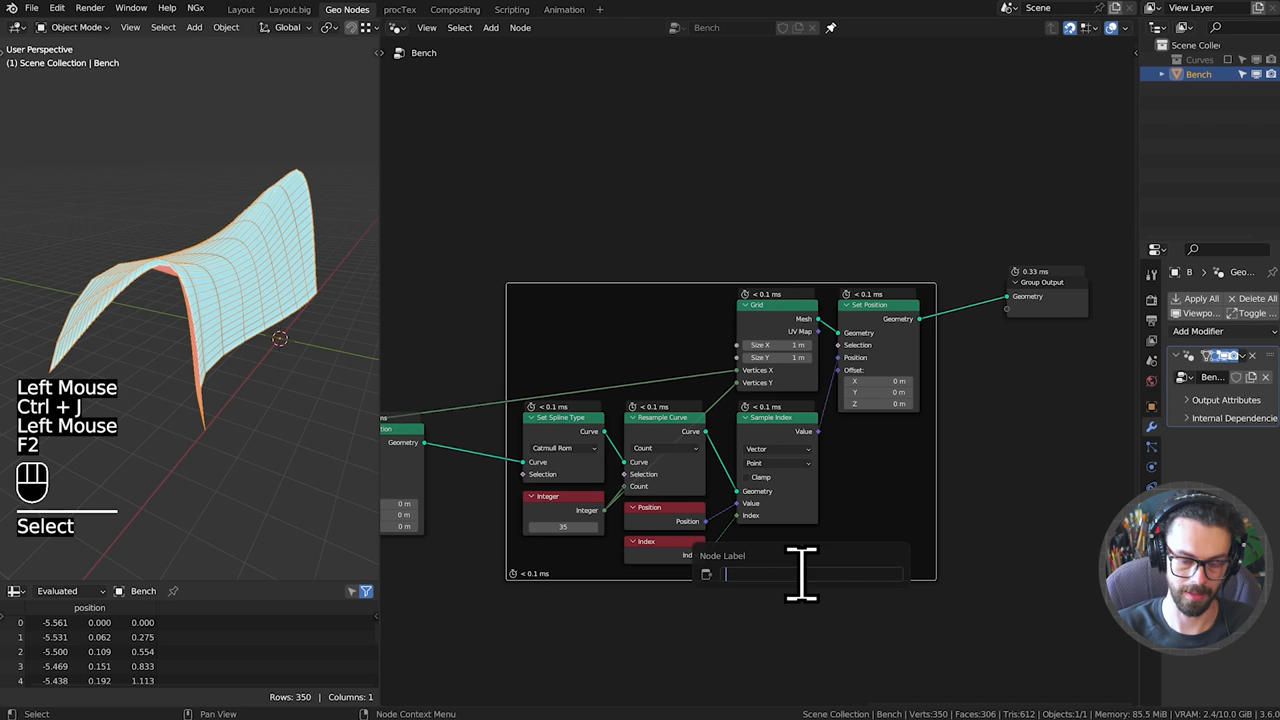 File Edit Render Window Help NGx Layout Layout.big Geo Nodes procTex Compositing Scripting Animation + Scene View Layer
Object Mode View Select Add Object Global View Select Add Node Bench
User Perspective
(1) Scene Collection | Bench
Bench
Scene Collec
Curves
Bench
B Geo...
Apply All Delete All
Viewpo... Toggle ...
Add Modifier
Ben...
Output Attributes
Internal Dependencie
0.33 ms
Group Output
Geometry
< 0.1 ms
Grid
Mesh
UV Map
Size X 1 m
Size Y 1 m
Vertices X
Vertices Y
< 0.1 ms
Set Position
Geometry
Geometry
Selection
Position
Offset:
X 0 m
Y 0 m
Z 0 m
ms
tion
Geometry
0 m
0 m
0 m
< 0.1 ms
Set Spline Type
Curve
Catmull Rom
Curve
Selection
Integer
Integer
35
< 0.1 ms
Resample Curve
Curve
Count
Curve
Selection
Count
Position
Position
Index
Ind
< 0.1 ms
Sample Index
Value
Vector
Point
Clamp
Geometry
Value
Index
< 0.1 ms
Node Label
Left Mouse
Ctrl + J
Left Mouse
F2
Select
Evaluated Bench
position
0 -5.561 0.000 0.000
1 -5.531 0.062 0.275
2 -5.500 0.109 0.554
3 -5.469 0.151 0.833
4 -5.438 0.192 1.113
Rows: 350 | Columns: 1
Select Pan View Node Context Menu Scene Collection | Bench | Verts:350 | Faces:306 | Tris:612 | Objects:1/1 | Memory: 85.5 MiB | VRAM: 2.4/10.0 GiB | 3.6.0